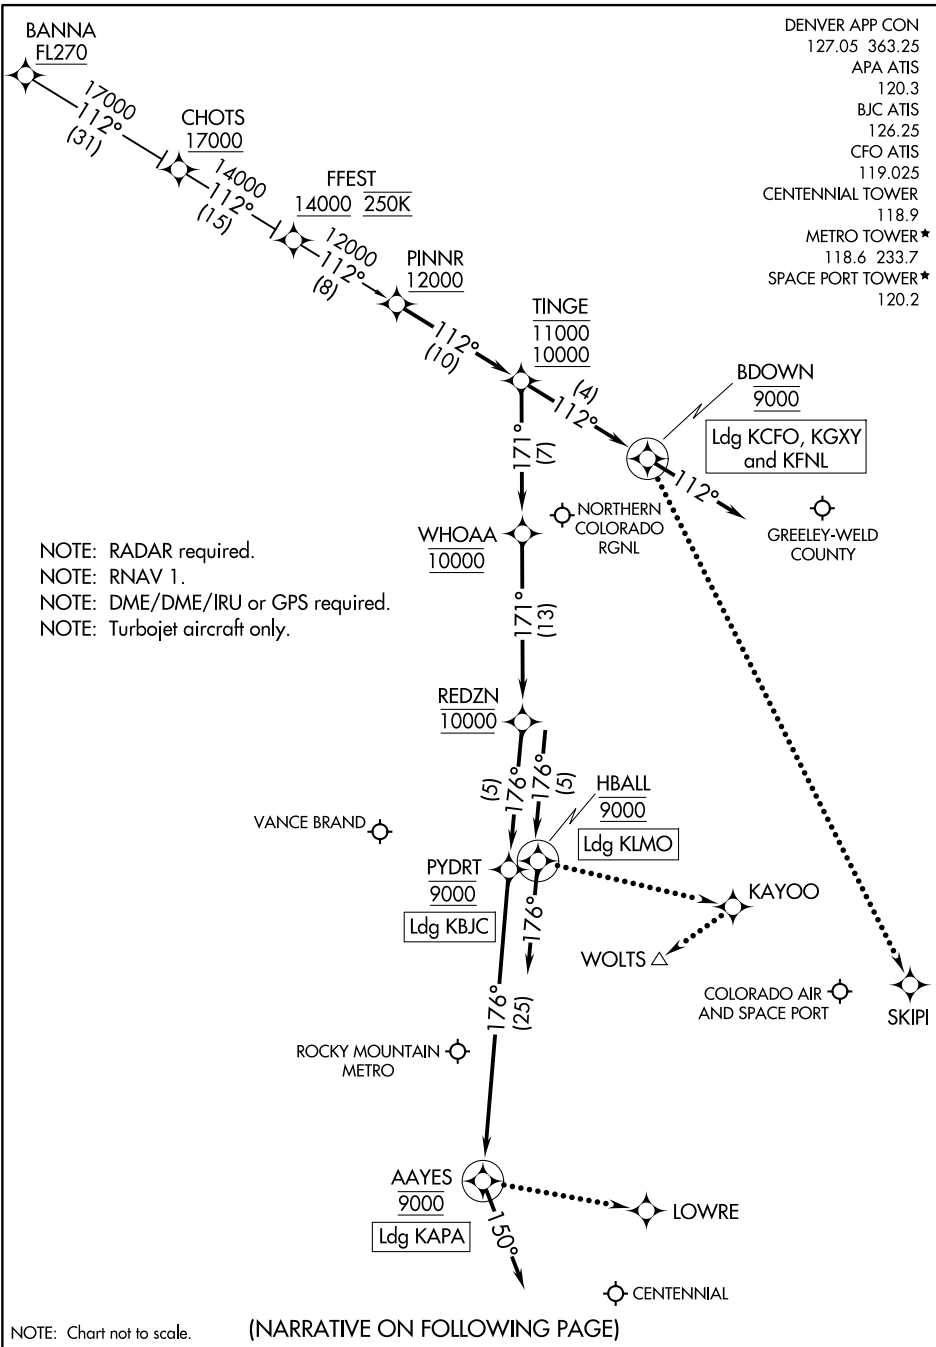 BANNA
FL270
17000
112°
(31)
CHOTS
17000
14000
112°
(15)
FFEST
14000 250K
12000
112°
(8)
PINNR
12000
112°
(10)
TINGE
11000
10000
(4)
112°
BDOWN
9000
Ldg KCFO, KGXY
and KFNL
112°
DENVER APP CON
127.05 363.25
APA ATIS
120.3
BJC ATIS
126.25
CFO ATIS
119.025
CENTENNIAL TOWER
118.9
METRO TOWER★
118.6 233.7
SPACE PORT TOWER★
120.2
171°
(7)
NORTHERN
COLORADO
RGNL
GREELEY-WELD
COUNTY
WHOAA
10000
NOTE: RADAR required.
NOTE: RNAV 1.
NOTE: DME/DME/IRU or GPS required.
NOTE: Turbojet aircraft only.
171°
(13)
REDZN
10000
(5)
176°
176°
(5)
HBALL
9000
Ldg KLMO
VANCE BRAND
PYDRT
9000
Ldg KBJC
176°
KAYOO
WOLTS
COLORADO AIR
AND SPACE PORT
SKIPI
176°
(25)
ROCKY MOUNTAIN
METRO
AAYES
9000
Ldg KAPA
150°
LOWRE
CENTENNIAL
NOTE: Chart not to scale.
(NARRATIVE ON FOLLOWING PAGE)